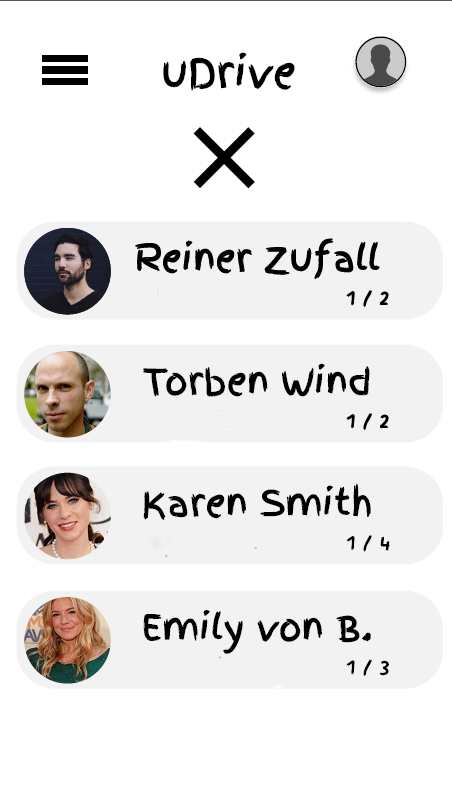 uDrive
Reiner Zufall
1 / 2
Torben Wind
1 / 2
Karen Smith
1 / 4
Emily von B.
1 / 3